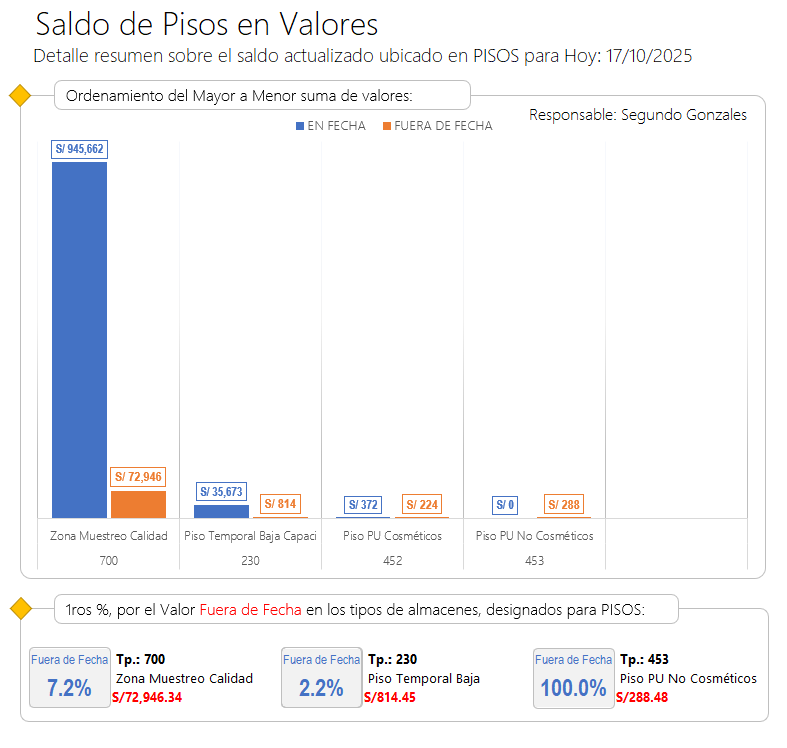 Saldo de Pisos en Valores
Detalle resumen sobre el saldo actualizado ubicado en PISOS para Hoy: 17/10/2025
Ordenamiento del Mayor a Menor suma de valores:
Responsable: Segundo Gonzales
EN FECHA FUERA DE FECHA
S/ 945,662
S/ 72,946
S/ 35,673
S/ 814
S/ 372
S/ 224
S/ 0
S/ 288
Zona Muestreo Calidad Piso Temporal Baja Capaci Piso PU Cosméticos Piso PU No Cosméticos
700 230 452 453
1ros %, por el Valor Fuera de Fecha en los tipos de almacenes, designados para PISOS:
Fuera de Fecha
7.2%
Tp.: 700
Zona Muestreo Calidad
S/72,946.34
Fuera de Fecha
2.2%
Tp.: 230
Piso Temporal Baja
S/814.45
Fuera de Fecha
100.0%
Tp.: 453
Piso PU No Cosméticos
S/288.48